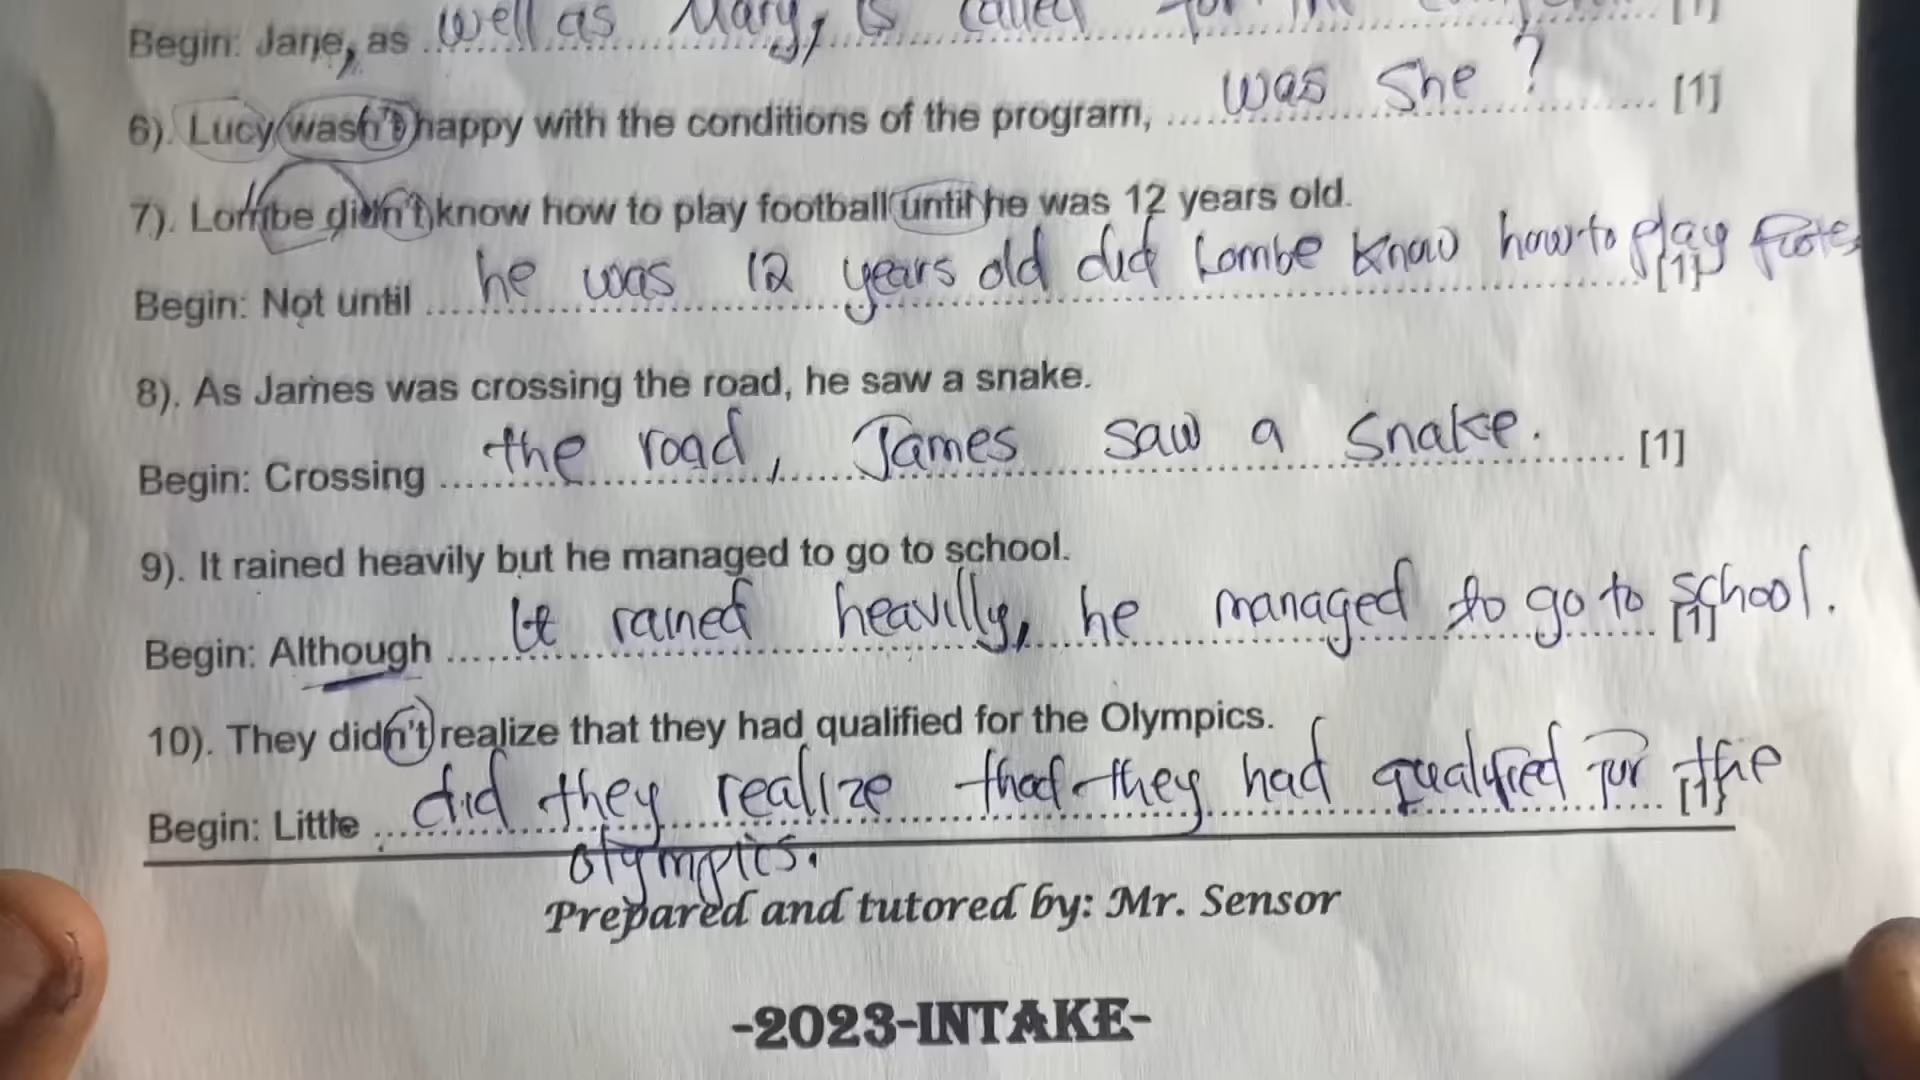 Begin: Jane, as well as Mary, is called for the [1]
6). Lucy wasn't happy with the conditions of the program, was she? [1]
7). Lombe didn't know how to play football until he was 12 years old.
Begin: Not until he was 12 years old did Lombe know how to play [1]
8). As James was crossing the road, he saw a snake.
Begin: Crossing the road, James saw a snake. [1]
9). It rained heavily but he managed to go to school.
Begin: Although it rained heavilly, he managed to go to school. [1]
10). They didn't realize that they had qualified for the Olympics.
Begin: Little did they realize that they had qualified for the [1]
olympics.
Prepared and tutored by: Mr. Sensor
-2023-INTAKE-